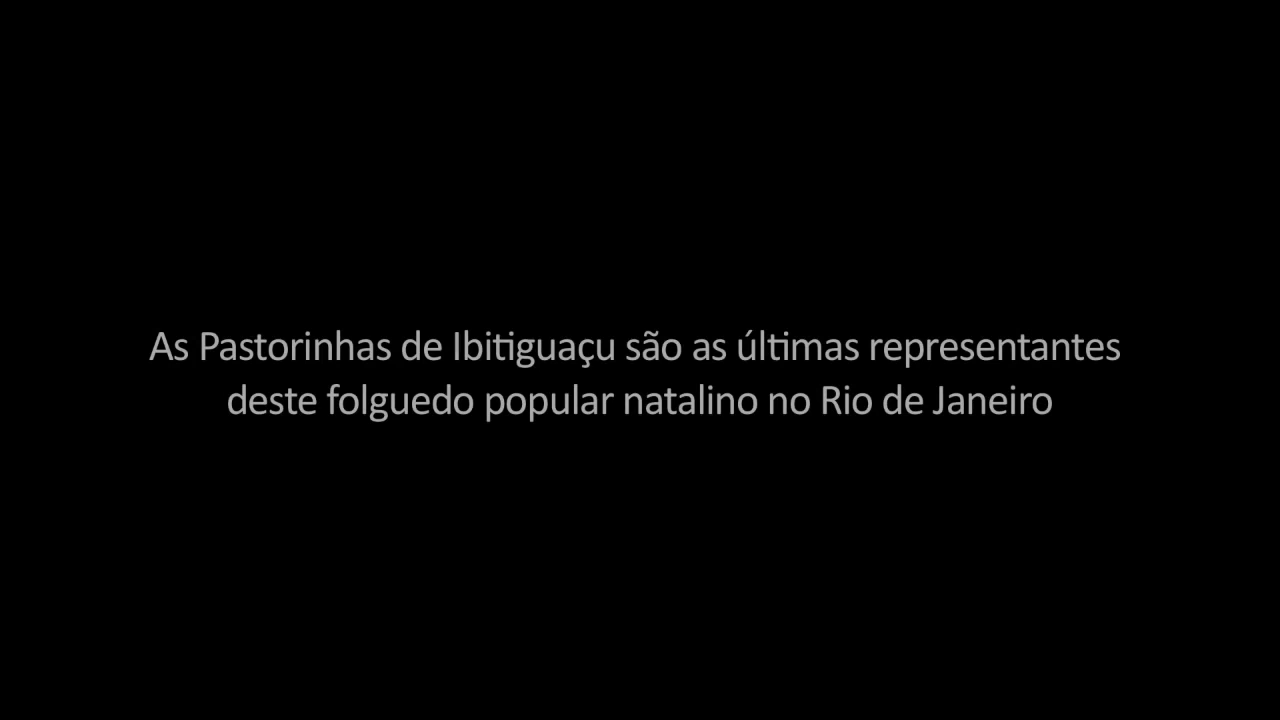 As Pastorinhas de Ibitiguaçu são as últimas representantes
deste folguedo popular natalino no Rio de Janeiro